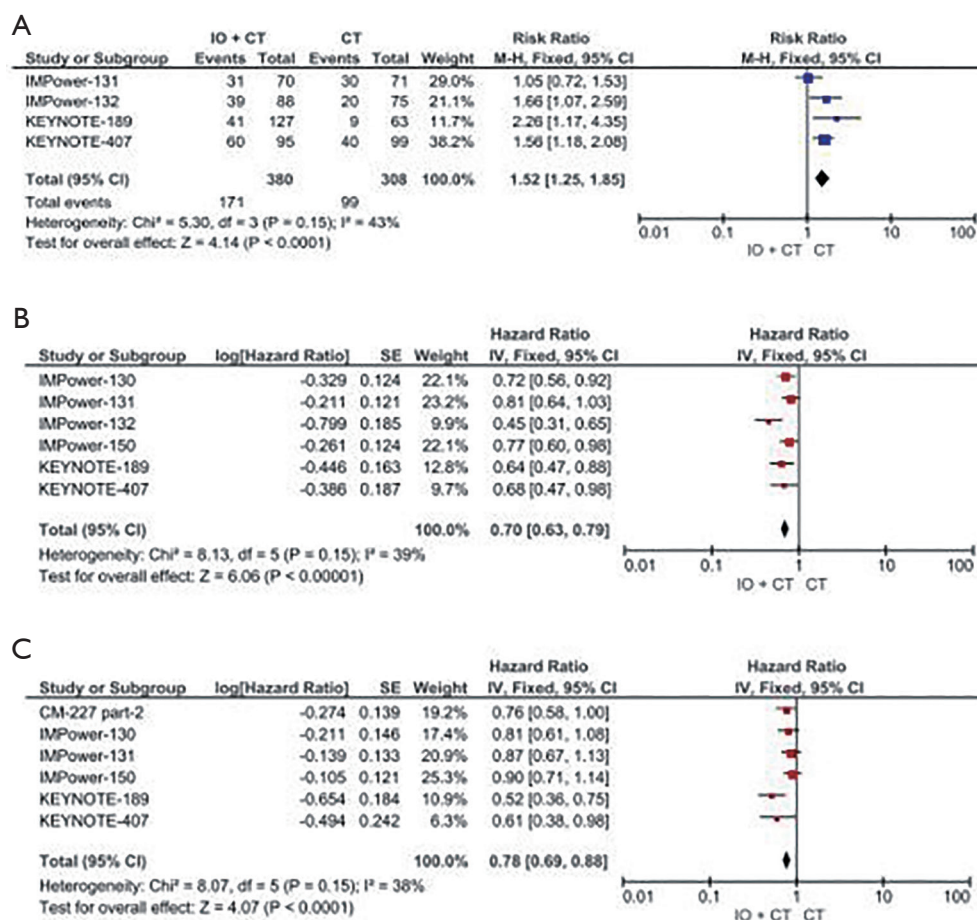 A
IO + CT CT Risk Ratio Risk Ratio
Study or Subgroup Events Total Events Total Weight M-H, Fixed, 95% CI M-H, Fixed, 95% CI
IMPower-131 31 70 30 71 29.0% 1.05 [0.72, 1.53]
IMPower-132 39 88 20 75 21.1% 1.66 [1.07, 2.59]
KEYNOTE-189 41 127 9 63 11.7% 2.26 [1.17, 4.35]
KEYNOTE-407 60 95 40 99 38.2% 1.56 [1.18, 2.08]
Total (95% CI) 380 308 100.0% 1.52 [1.25, 1.85]
Total events 171 99
Heterogeneity: Chi² = 5.30, df = 3 (P = 0.15); I² = 43%
Test for overall effect: Z = 4.14 (P < 0.0001)
0.01 0.1 1 10 100
IO + CT CT
B
Hazard Ratio Hazard Ratio
Study or Subgroup log[Hazard Ratio] SE Weight IV, Fixed, 95% CI IV, Fixed, 95% CI
IMPower-130 -0.329 0.124 22.1% 0.72 [0.56, 0.92]
IMPower-131 -0.211 0.121 23.2% 0.81 [0.64, 1.03]
IMPower-132 -0.799 0.185 9.9% 0.45 [0.31, 0.65]
IMPower-150 -0.261 0.124 22.1% 0.77 [0.60, 0.98]
KEYNOTE-189 -0.446 0.163 12.8% 0.64 [0.47, 0.88]
KEYNOTE-407 -0.386 0.187 9.7% 0.68 [0.47, 0.98]
Total (95% CI) 100.0% 0.70 [0.63, 0.79]
Heterogeneity: Chi² = 8.13, df = 5 (P = 0.15); I² = 39%
Test for overall effect: Z = 6.06 (P < 0.00001)
0.01 0.1 1 10 100
IO + CT CT
C
Hazard Ratio Hazard Ratio
Study or Subgroup log[Hazard Ratio] SE Weight IV, Fixed, 95% CI IV, Fixed, 95% CI
CM-227 part-2 -0.274 0.139 19.2% 0.76 [0.58, 1.00]
IMPower-130 -0.211 0.146 17.4% 0.81 [0.61, 1.08]
IMPower-131 -0.139 0.133 20.9% 0.87 [0.67, 1.13]
IMPower-150 -0.105 0.121 25.3% 0.90 [0.71, 1.14]
KEYNOTE-189 -0.654 0.184 10.9% 0.52 [0.36, 0.75]
KEYNOTE-407 -0.494 0.242 6.3% 0.61 [0.38, 0.98]
Total (95% CI) 100.0% 0.78 [0.69, 0.88]
Heterogeneity: Chi² = 8.07, df = 5 (P = 0.15); I² = 38%
Test for overall effect: Z = 4.07 (P < 0.0001)
0.01 0.1 1 10 100
IO + CT CT